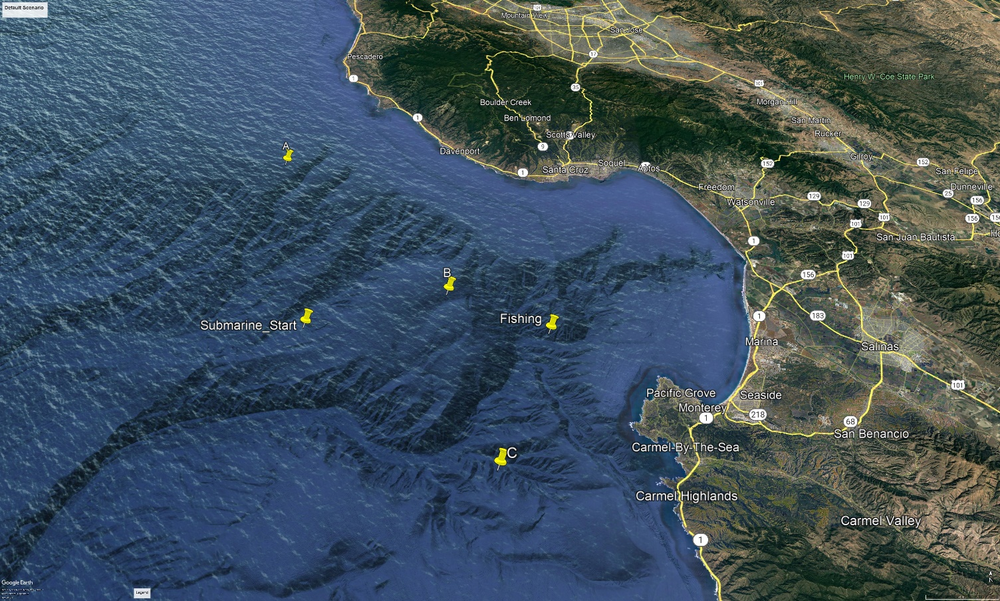 Default Scenario
101
Mountain View
San Jose
Pescadero
17
Henry W. Coe State Park
1
101
35
Boulder Creek
Morgan Hill
1
Ben Lomond
San Martin
Scotts Valley
Rucker
A
9
Davenport
Gilroy
Soquel
152
152
Santa Cruz
Aptos
1
San Felipe
Freedom
Dunneville
129
25
Watsonville
129
156
101
156
101
San Juan Bautista
1
101
B
156
Fishing
183
1
Submarine_Start
Marina
Salinas
101
Pacific Grove
Seaside
Monterey
218
1
68
San Benancio
Carmel-By-The-Sea
C
Carmel Highlands
Carmel Valley
1
Google Earth
Legend
N